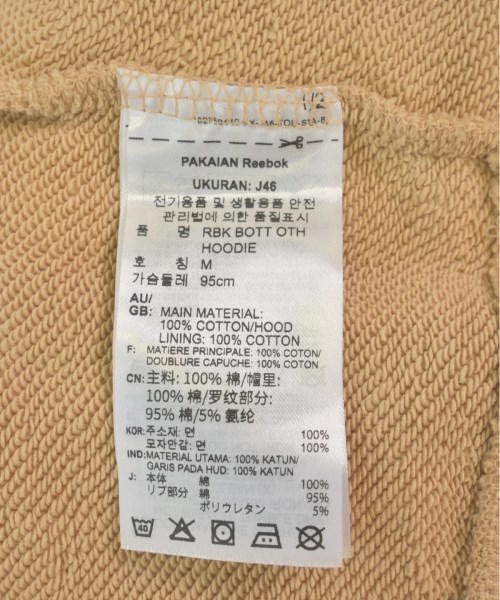 1/2
PAKAIAN Reebok
UKURAN: J46
전기용품 및 생활용품 안전
관리법에 의한 품질표시
품 명 RBK BOTT OTH
HOODIE
호 칭 M
가슴둘레 95cm
AU/
GB: MAIN MATERIAL:
100% COTTON/HOOD
LINING: 100% COTTON
F: MATIERE PRINCIPALE: 100% COTON/
DOUBLURE CAPUCHE: 100% COTON
CN: 主料: 100% 棉/帽里:
100% 棉/罗纹部分:
95% 棉/5% 氨纶
KOR: 주소재: 면 100%
모자안감: 면 100%
IND: MATERIAL UTAMA: 100% KATUN/
GARIS PADA HUD: 100% KATUN
J: 本体 綿 100%
リブ部分 綿 95%
ポリウレタン 5%
40